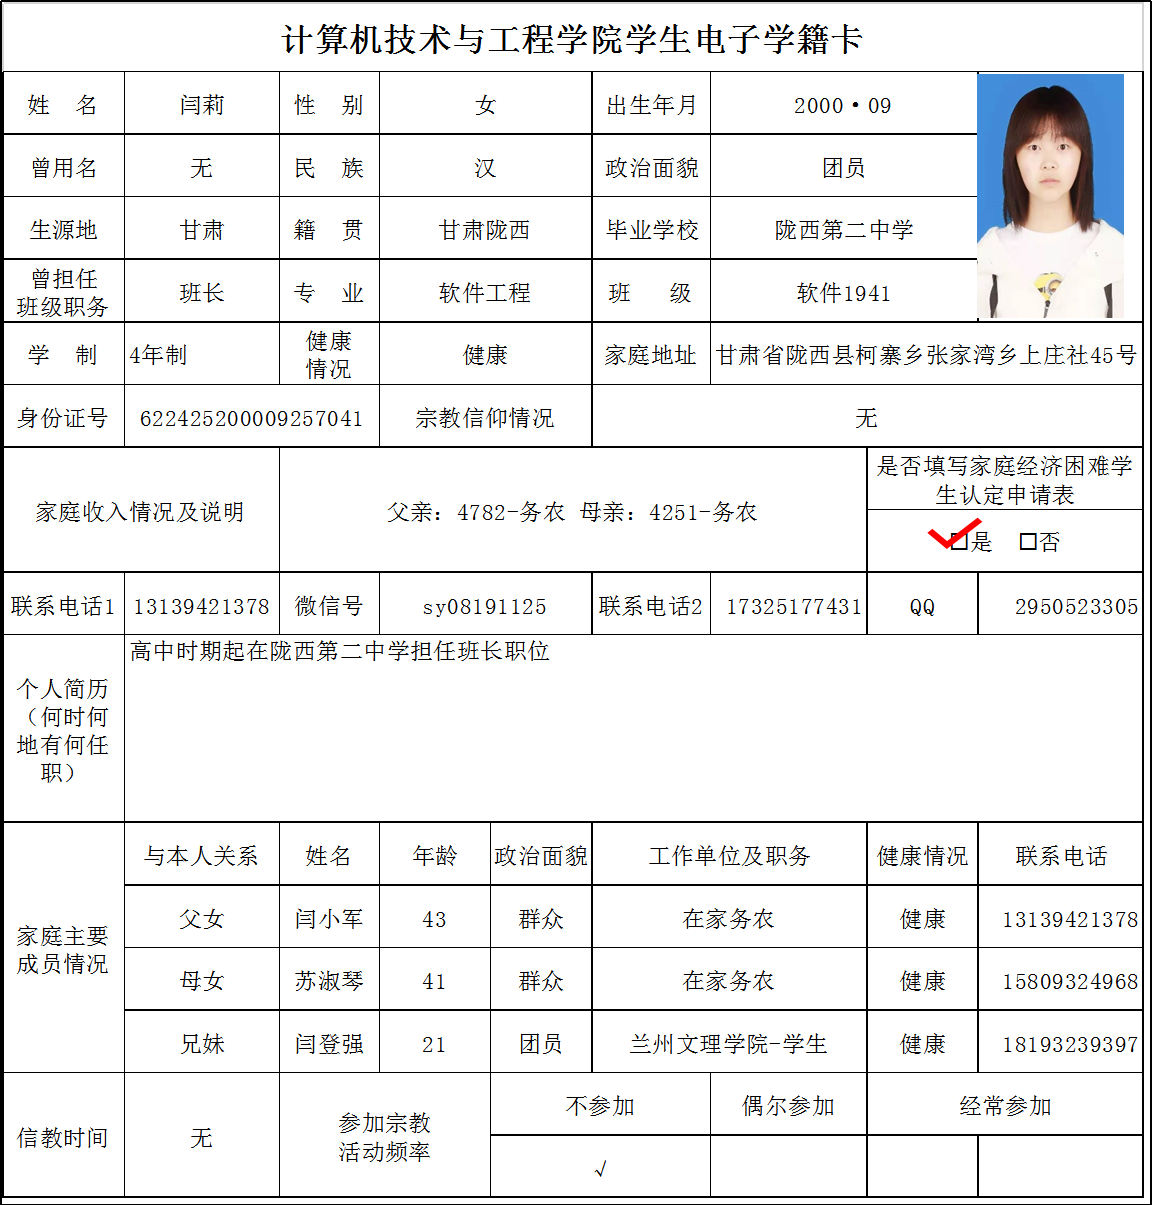 计算机技术与工程学院学生电子学籍卡
姓 名 闫莉 性 别 女 出生年月 2000·09
曾用名 无 民 族 汉 政治面貌 团员
生源地 甘肃 籍 贯 甘肃陇西 毕业学校 陇西第二中学
曾担任
班级职务 班长 专 业 软件工程 班 级 软件1941
学 制 4年制 健康
情况 健康 家庭地址 甘肃省陇西县柯寨乡张家湾乡上庄社45号
身份证号 622425200009257041 宗教信仰情况 无
家庭收入情况及说明 父亲：4782-务农 母亲：4251-务农
是否填写家庭经济困难学
生认定申请表
☑是 □否
联系电话1 13139421378 微信号 sy08191125 联系电话2 17325177431 QQ 2950523305
个人简历
（何时何
地有何任
职）
高中时期起在陇西第二中学担任班长职位
家庭主要
成员情况
与本人关系 姓名 年龄 政治面貌 工作单位及职务 健康情况 联系电话
父女 闫小军 43 群众 在家务农 健康 13139421378
母女 苏淑琴 41 群众 在家务农 健康 15809324968
兄妹 闫登强 21 团员 兰州文理学院-学生 健康 18193239397
信教时间 无 参加宗教
活动频率
不参加 偶尔参加 经常参加
√